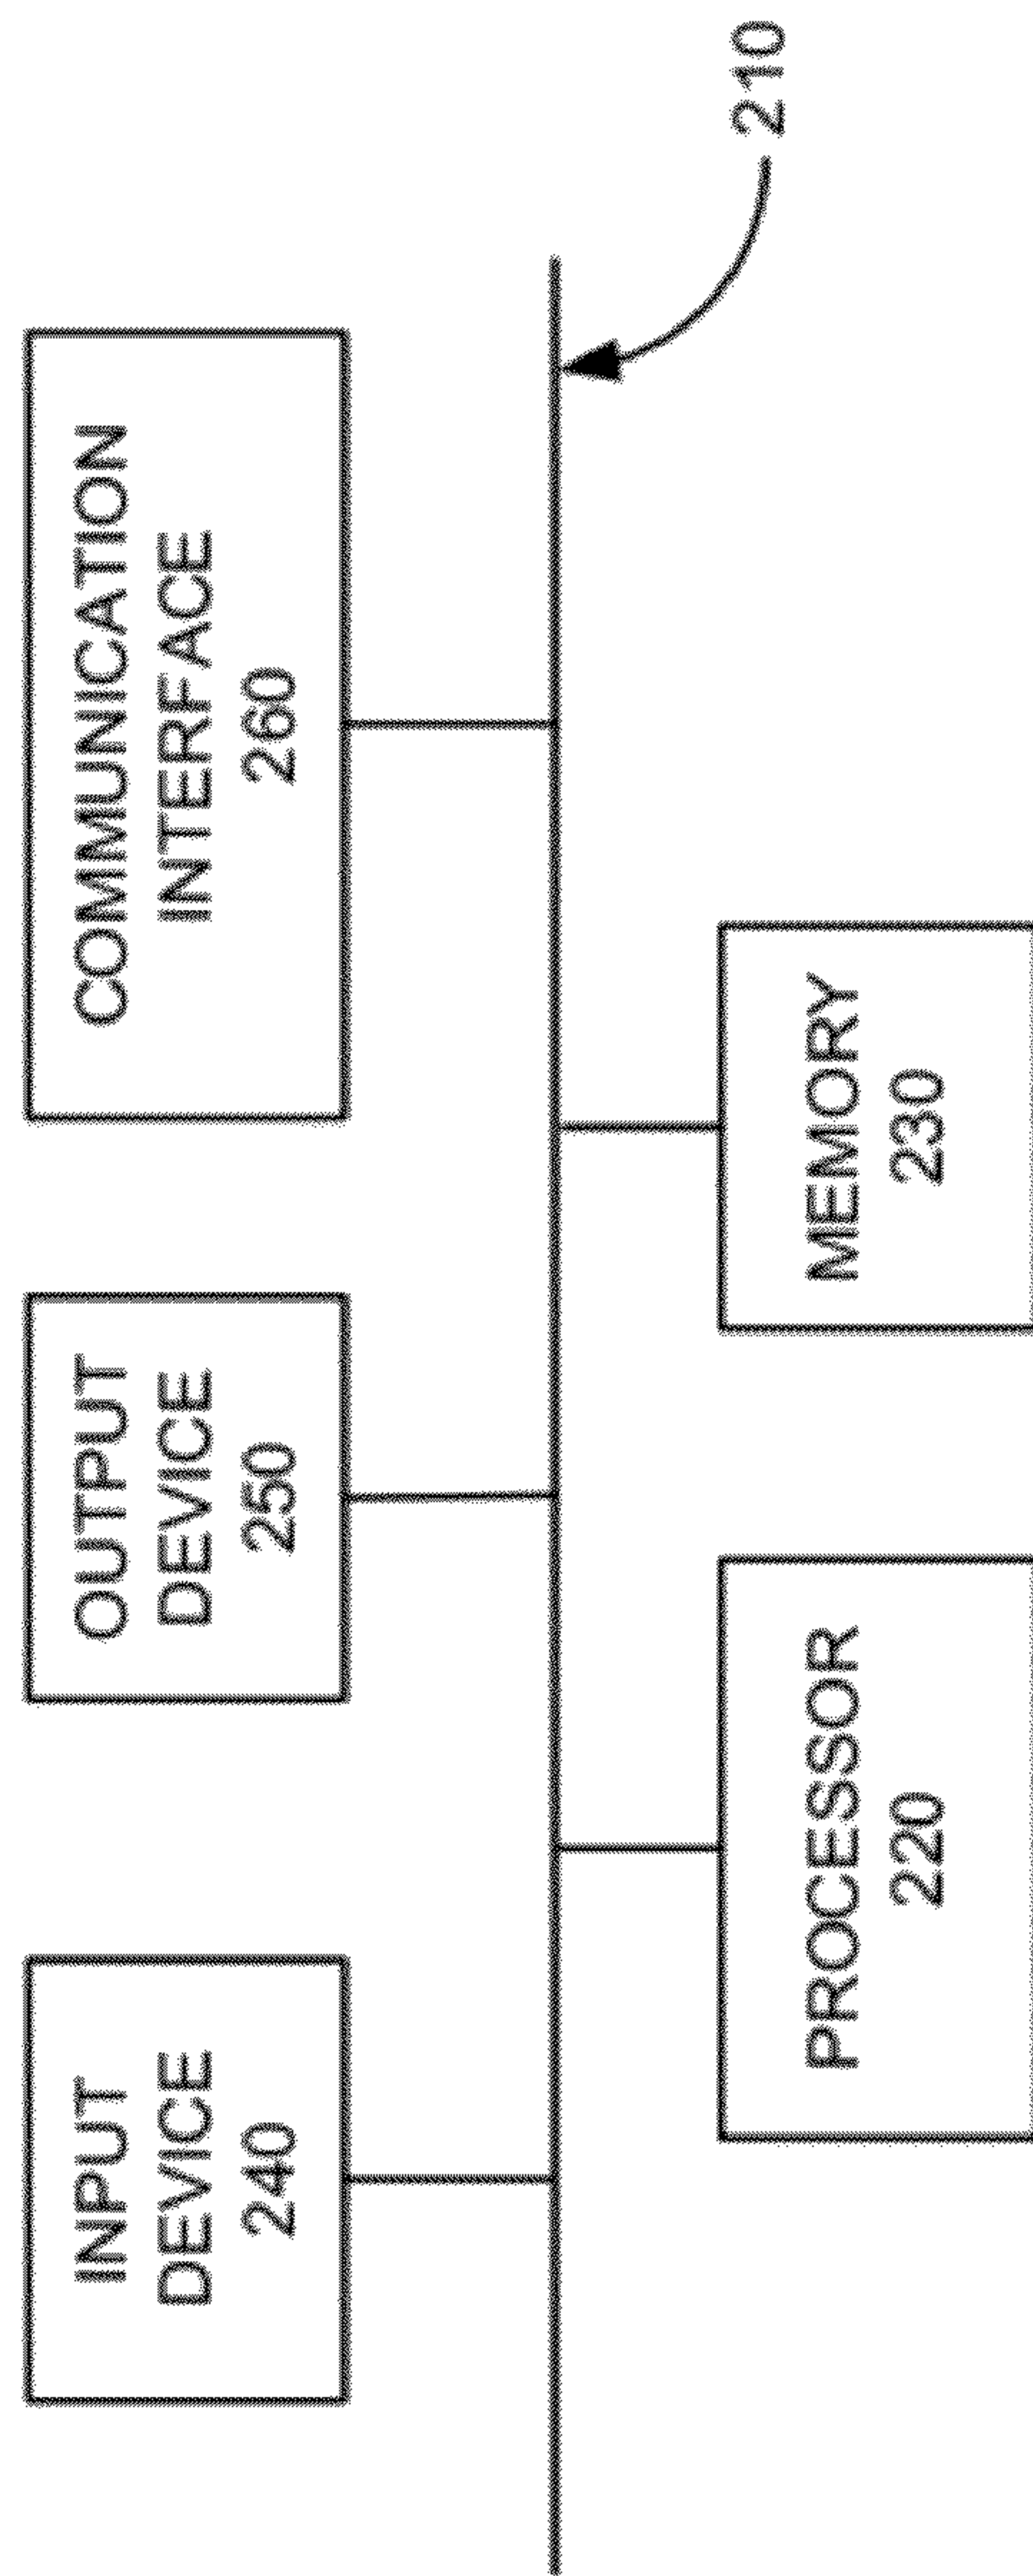 INPUT
DEVICE
240
OUTPUT
DEVICE
250
COMMUNICATION
INTERFACE
260
210
PROCESSOR
220
MEMORY
230